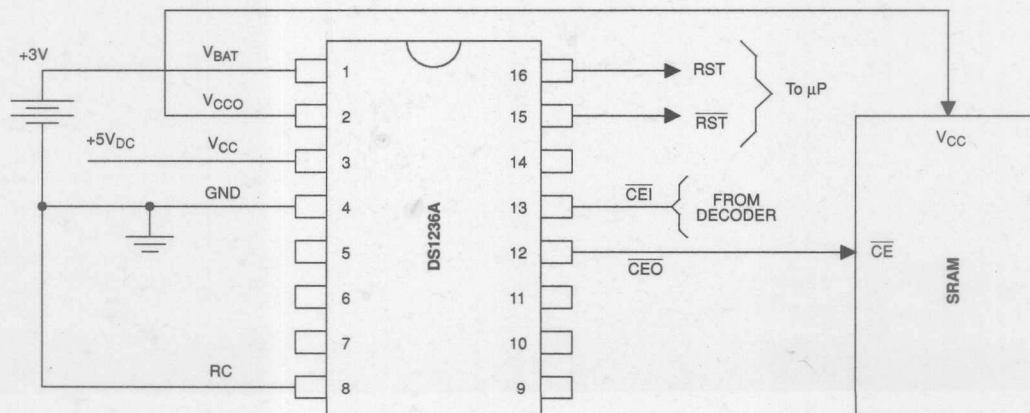 +3V
VBAT
VCCO
+5VDC
VCC
GND
RC
1
2
3
4
5
6
7
8
DS1236A
16
15
14
13
12
11
10
9
RST
RST
To µP
CEI
FROM
DECODER
CEO
VCC
CE
SRAM